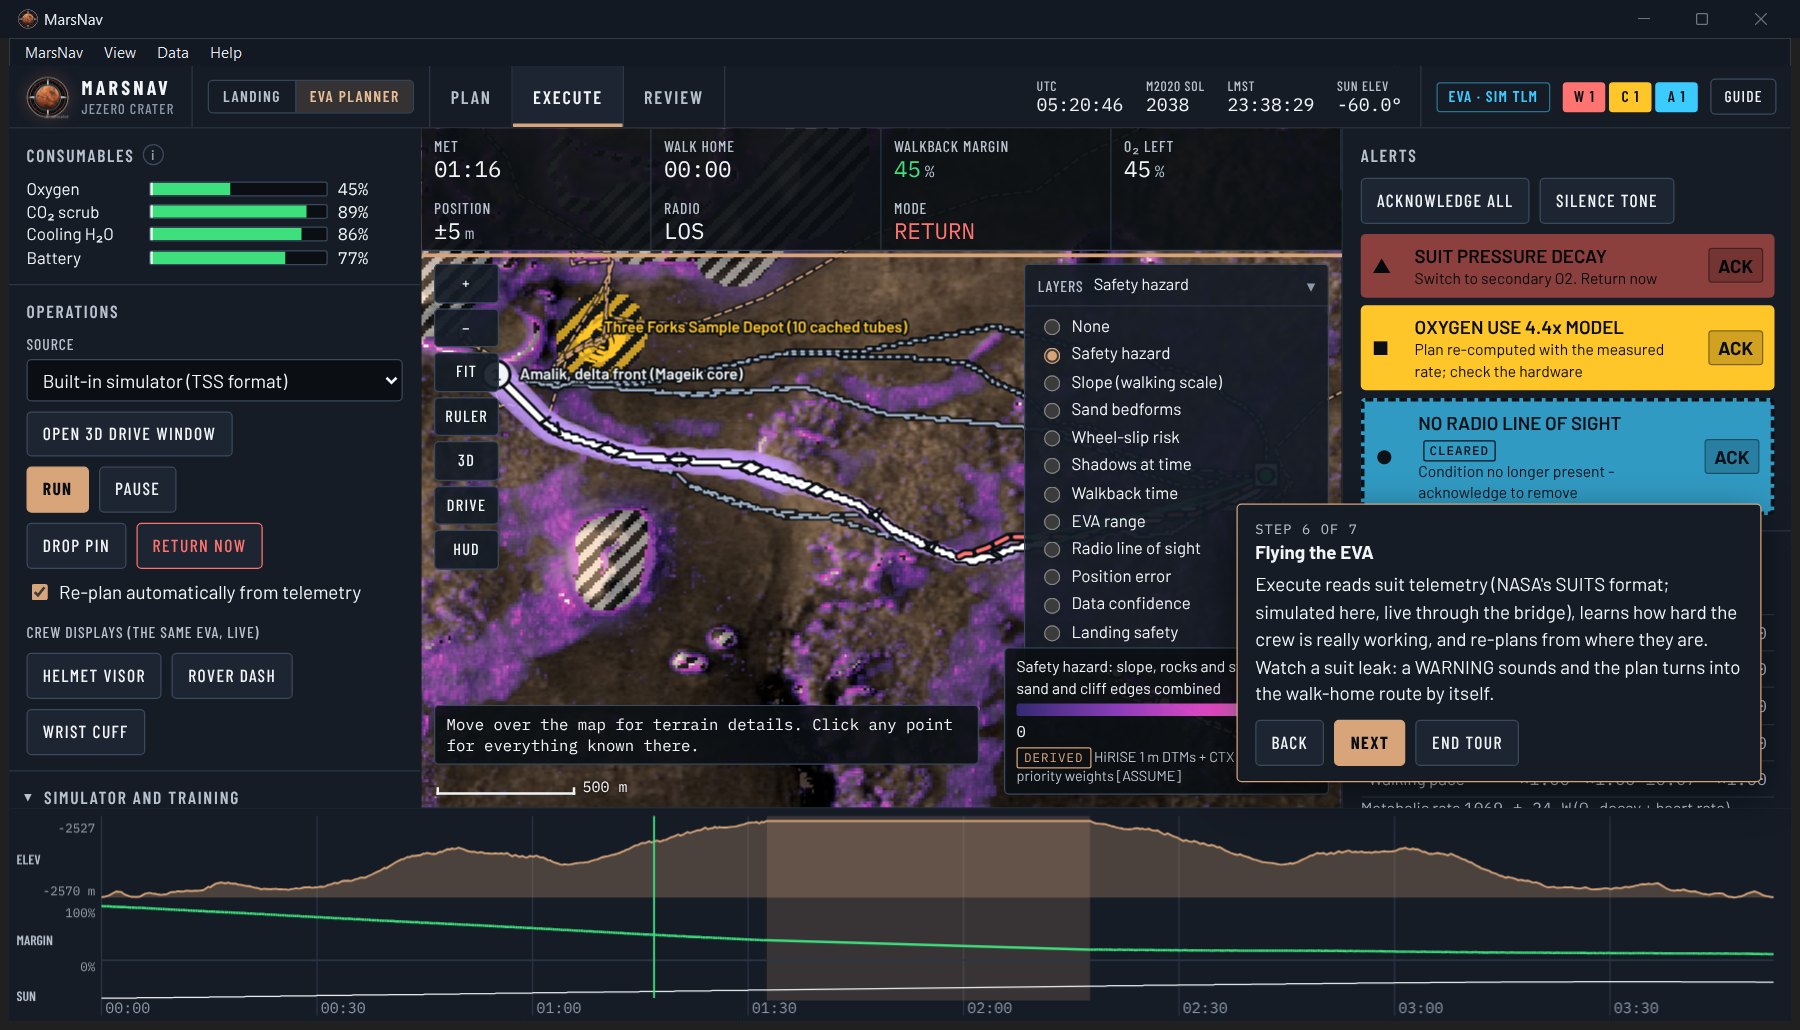 MarsNav
MarsNav View Data Help
MARSNAV
JEZERO CRATER
LANDING EVA PLANNER
PLAN EXECUTE REVIEW
UTC
05:20:46
M2020 SOL
2038
LMST
23:38:29
SUN ELEV
-60.0°
EVA · SIM TLM
W 1 C 1 A 1
GUIDE
CONSUMABLES i
Oxygen 45%
CO₂ scrub 89%
Cooling H₂O 86%
Battery 77%
OPERATIONS
SOURCE
Built-in simulator (TSS format)
OPEN 3D DRIVE WINDOW
RUN PAUSE
DROP PIN RETURN NOW
Re-plan automatically from telemetry
CREW DISPLAYS (THE SAME EVA, LIVE)
HELMET VISOR ROVER DASH
WRIST CUFF
▼ SIMULATOR AND TRAINING
MET
01:16
WALK HOME
00:00
WALKBACK MARGIN
45 %
O₂ LEFT
45 %
POSITION
±5 m
RADIO
LOS
MODE
RETURN
+
−
FIT
RULER
3D
DRIVE
HUD
Three Forks Sample Depot (10 cached tubes)
Amalik, delta front (Mageik core)
LAYERS Safety hazard ▼
None
Safety hazard
Slope (walking scale)
Sand bedforms
Wheel-slip risk
Shadows at time
Walkback time
EVA range
Radio line of sight
Position error
Data confidence
Landing safety
Safety hazard: slope, rocks and s
sand and cliff edges combined
0
DERIVED HiRISE 1 m DTMs + CTX
priority weights [ASSUME]
Move over the map for terrain details. Click any point
for everything known there.
500 m
ALERTS
ACKNOWLEDGE ALL SILENCE TONE
SUIT PRESSURE DECAY
Switch to secondary O2. Return now
ACK
OXYGEN USE 4.4x MODEL
Plan re-computed with the measured
rate; check the hardware
ACK
NO RADIO LINE OF SIGHT
CLEARED
Condition no longer present -
acknowledge to remove
ACK
STEP 6 OF 7
Flying the EVA
Execute reads suit telemetry (NASA's SUITS format;
simulated here, live through the bridge), learns how hard the
crew is really working, and re-plans from where they are.
Watch a suit leak: a WARNING sounds and the plan turns into
the walk-home route by itself.
BACK NEXT END TOUR
ELEV
-2527
-2570 m
MARGIN
100%
0%
SUN
00:00 00:30 01:00 01:30 02:00 02:30 03:00 03:30